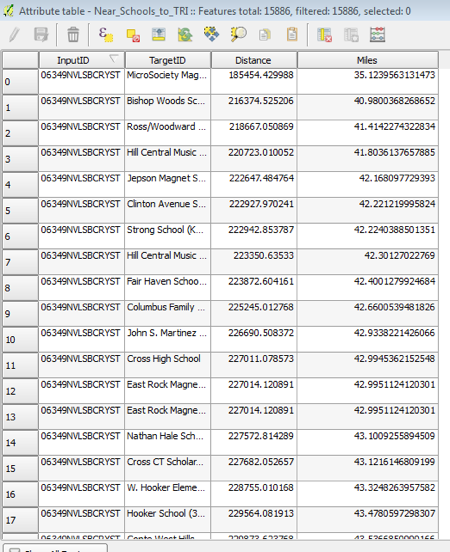 Attribute table - Near_Schools_to_TRI :: Features total: 15886, filtered: 15886, selected: 0
InputID TargetID Distance Miles
0 06349NVLSBCRYST MicroSociety Mag... 185454.429988 35.1239563131473
1 06349NVLSBCRYST Bishop Woods Sc... 216374.525206 40.9800368268652
2 06349NVLSBCRYST Ross/Woodward ... 218667.050869 41.4142274322834
3 06349NVLSBCRYST Hill Central Music ... 220723.010052 41.8036137657885
4 06349NVLSBCRYST Jepson Magnet S... 222647.484764 42.168097729393
5 06349NVLSBCRYST Clinton Avenue S... 222927.970241 42.221219995824
6 06349NVLSBCRYST Strong School (K... 222942.853787 42.2240388501351
7 06349NVLSBCRYST Hill Central Music ... 223350.63533 42.30127022769
8 06349NVLSBCRYST Fair Haven Schoo... 223872.604161 42.4001279924684
9 06349NVLSBCRYST Columbus Family ... 225245.012768 42.6600539481826
10 06349NVLSBCRYST John S. Martinez ... 226690.508372 42.9338221426066
11 06349NVLSBCRYST Cross High School 227011.078573 42.9945362152548
12 06349NVLSBCRYST East Rock Magne... 227014.120891 42.9951124120301
13 06349NVLSBCRYST East Rock Magne... 227014.120891 42.9951124120301
14 06349NVLSBCRYST Nathan Hale Sch... 227572.814289 43.1009255894509
15 06349NVLSBCRYST Cross CT Scholar... 227682.052657 43.1216146809199
16 06349NVLSBCRYST W. Hooker Eleme... 228755.010168 43.3248263957582
17 06349NVLSBCRYST Hooker School (3... 229564.081913 43.4780597298307